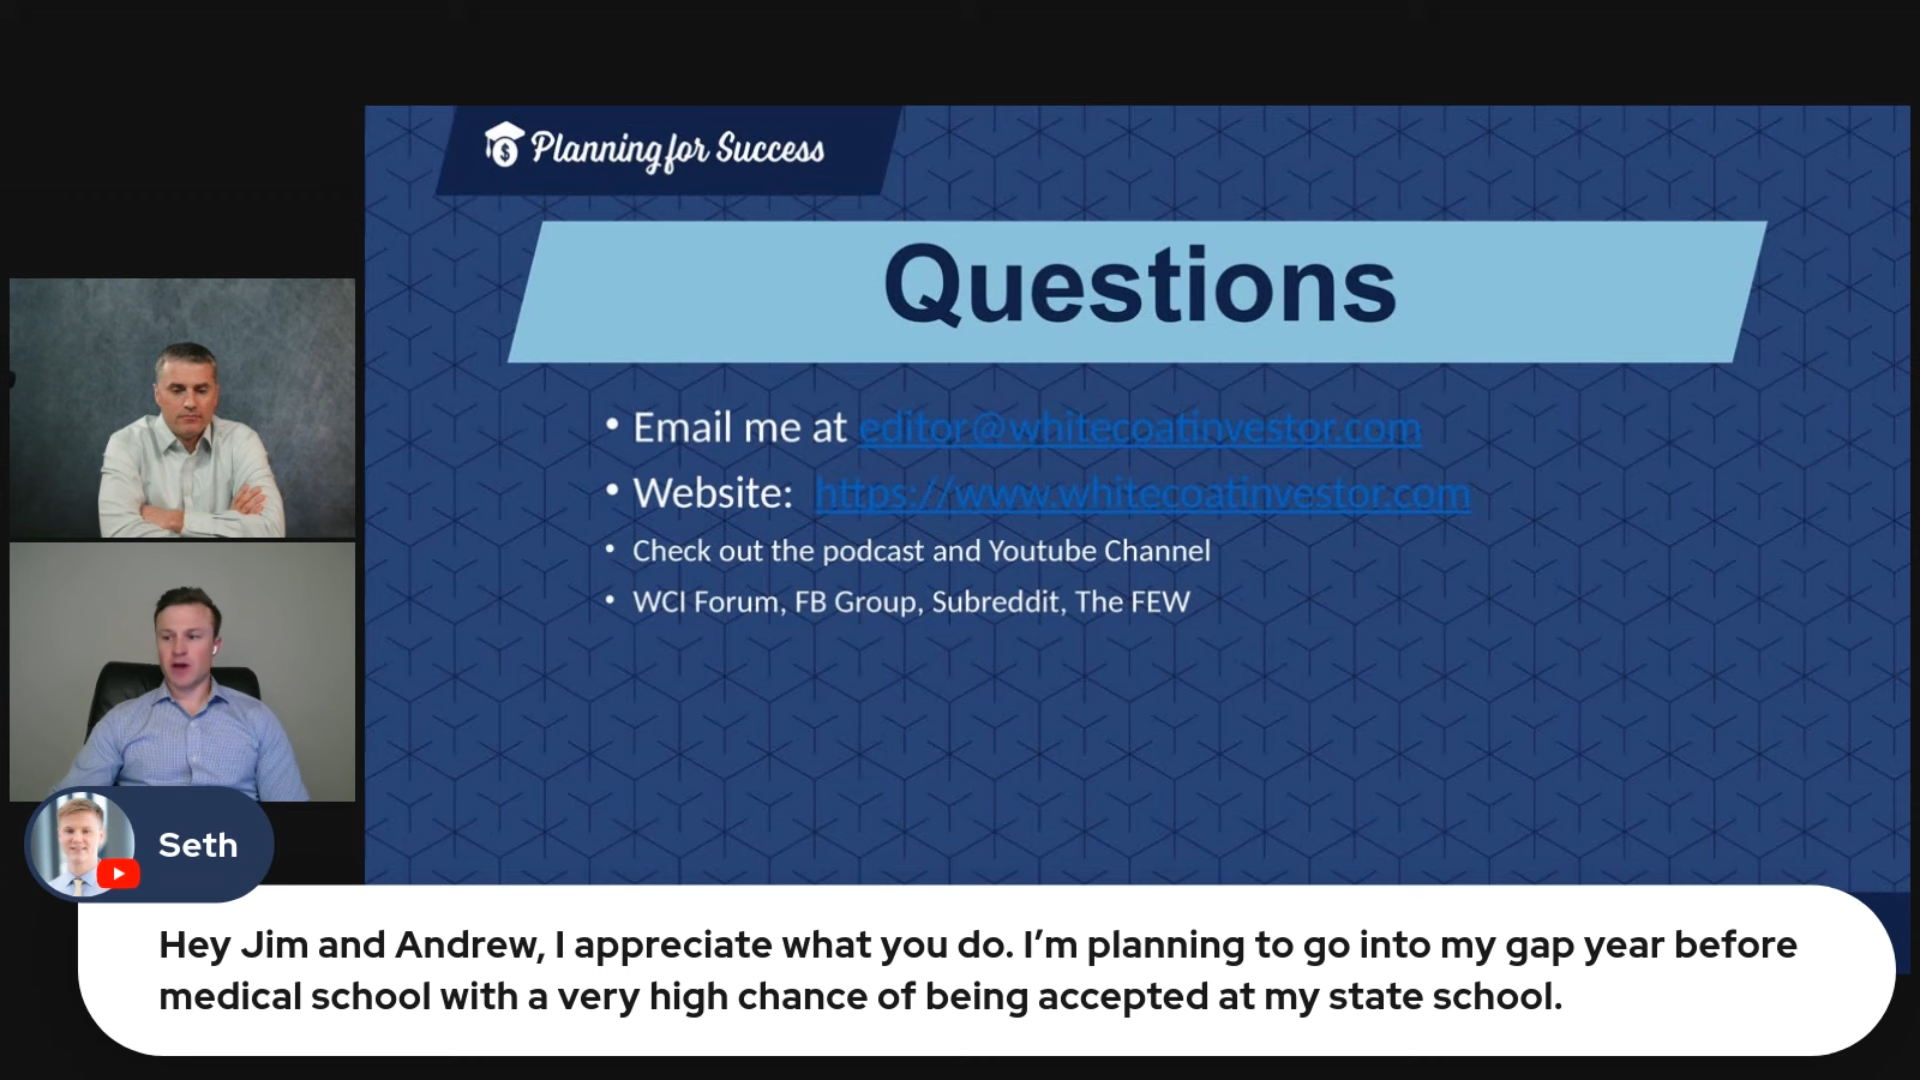 Planning for Success
Questions
• Email me at editor@whitecoatinvestor.com
• Website: https://www.whitecoatinvestor.com
• Check out the podcast and Youtube Channel
• WCI Forum, FB Group, Subreddit, The FEW
Seth
Hey Jim and Andrew, I appreciate what you do. I’m planning to go into my gap year before
medical school with a very high chance of being accepted at my state school.